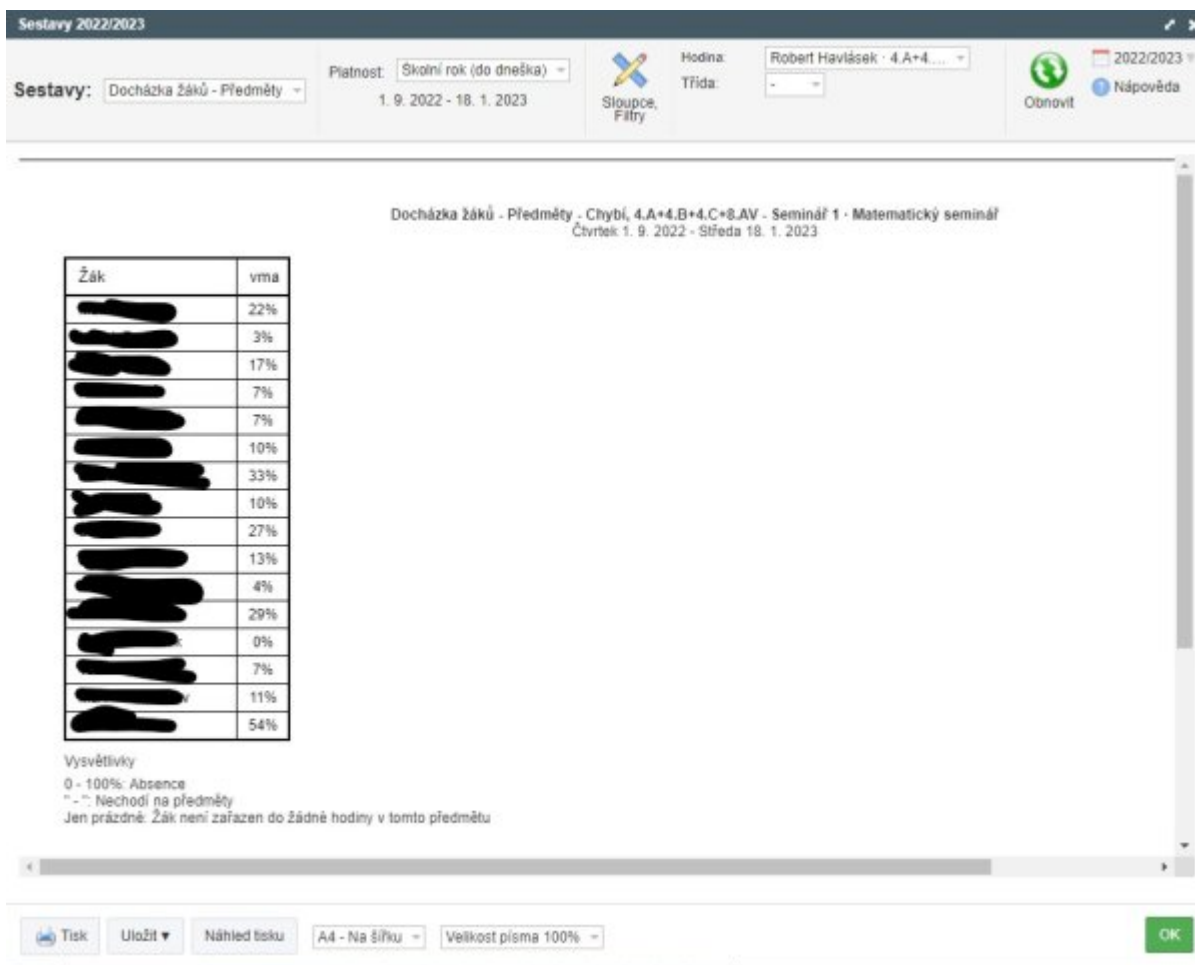 Sestavy 2022/2023
Sestavy: Docházka žáků - Předměty
Platnost: Školní rok (do dneška)
1. 9. 2022 - 18. 1. 2023
Sloupce,
Filtry
Hodina: Robert Havlásek · 4.A+4....
Třída: -
Obnovit
2022/2023
Nápověda
Docházka žáků - Předměty - Chybí, 4.A+4.B+4.C+8.AV - Seminář 1 · Matematický seminář
Čtvrtek 1. 9. 2022 - Středa 18. 1. 2023
Žák vma
22%
3%
17%
7%
7%
10%
33%
10%
27%
13%
4%
29%
0%
7%
11%
54%
Vysvětlivky
0 - 100%: Absence
" - ": Nechodí na předměty
Jen prázdné: Žák není zařazen do žádné hodiny v tomto předmětu
Tisk Uložit ▾ Náhled tisku A4 - Na šířku Velikost písma 100% OK